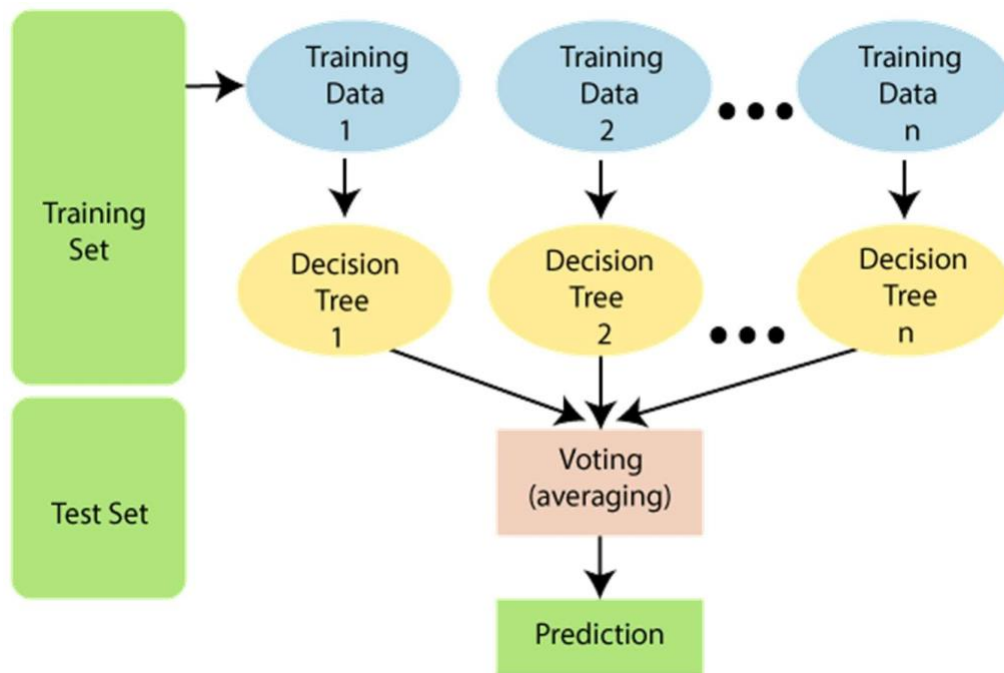 Training
Set
Test Set
Training
Data
1
Training
Data
2
Training
Data
n
Decision
Tree
1
Decision
Tree
2
Decision
Tree
n
Voting
(averaging)
Prediction